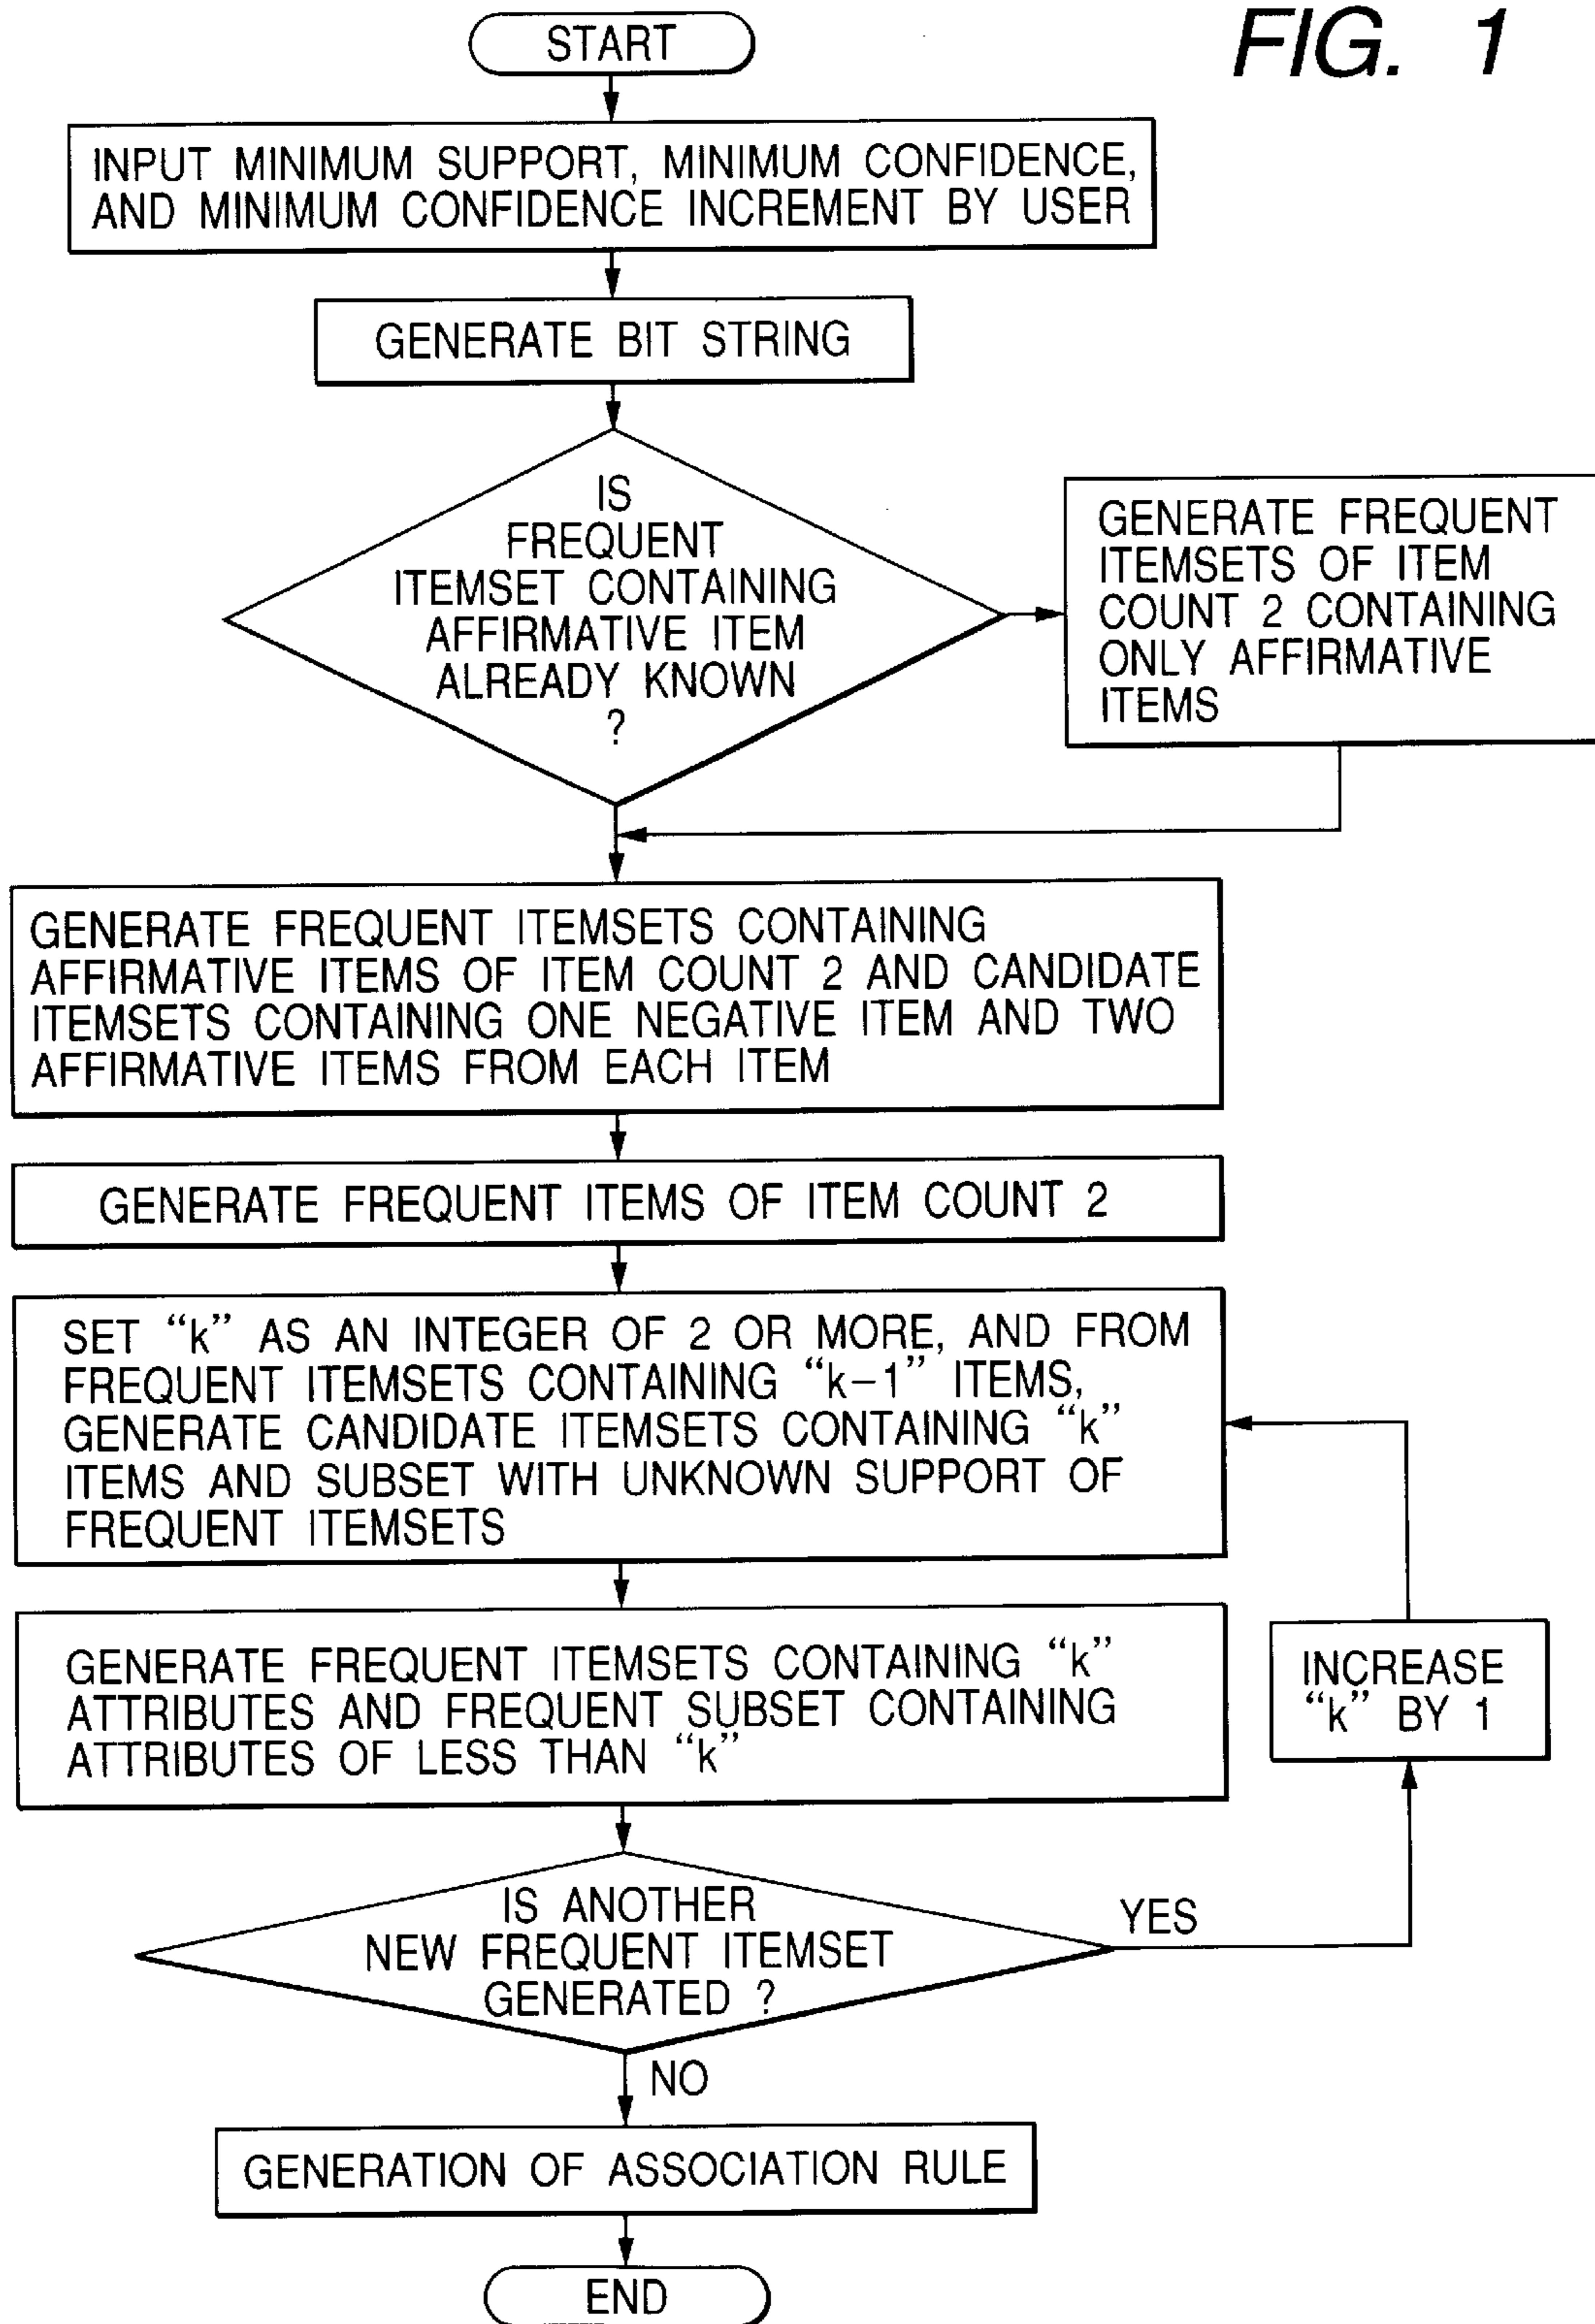 FIG. 1
START
INPUT MINIMUM SUPPORT, MINIMUM CONFIDENCE,
AND MINIMUM CONFIDENCE INCREMENT BY USER
GENERATE BIT STRING
IS
FREQUENT
ITEMSET CONTAINING
AFFIRMATIVE ITEM
ALREADY KNOWN
?
GENERATE FREQUENT
ITEMSETS OF ITEM
COUNT 2 CONTAINING
ONLY AFFIRMATIVE
ITEMS
GENERATE FREQUENT ITEMSETS CONTAINING
AFFIRMATIVE ITEMS OF ITEM COUNT 2 AND CANDIDATE
ITEMSETS CONTAINING ONE NEGATIVE ITEM AND TWO
AFFIRMATIVE ITEMS FROM EACH ITEM
GENERATE FREQUENT ITEMS OF ITEM COUNT 2
SET “k” AS AN INTEGER OF 2 OR MORE, AND FROM
FREQUENT ITEMSETS CONTAINING “k-1” ITEMS,
GENERATE CANDIDATE ITEMSETS CONTAINING “k”
ITEMS AND SUBSET WITH UNKNOWN SUPPORT OF
FREQUENT ITEMSETS
GENERATE FREQUENT ITEMSETS CONTAINING “k”
ATTRIBUTES AND FREQUENT SUBSET CONTAINING
ATTRIBUTES OF LESS THAN “k”
INCREASE
“k” BY 1
IS ANOTHER
NEW FREQUENT ITEMSET
GENERATED ?
YES
NO
GENERATION OF ASSOCIATION RULE
END